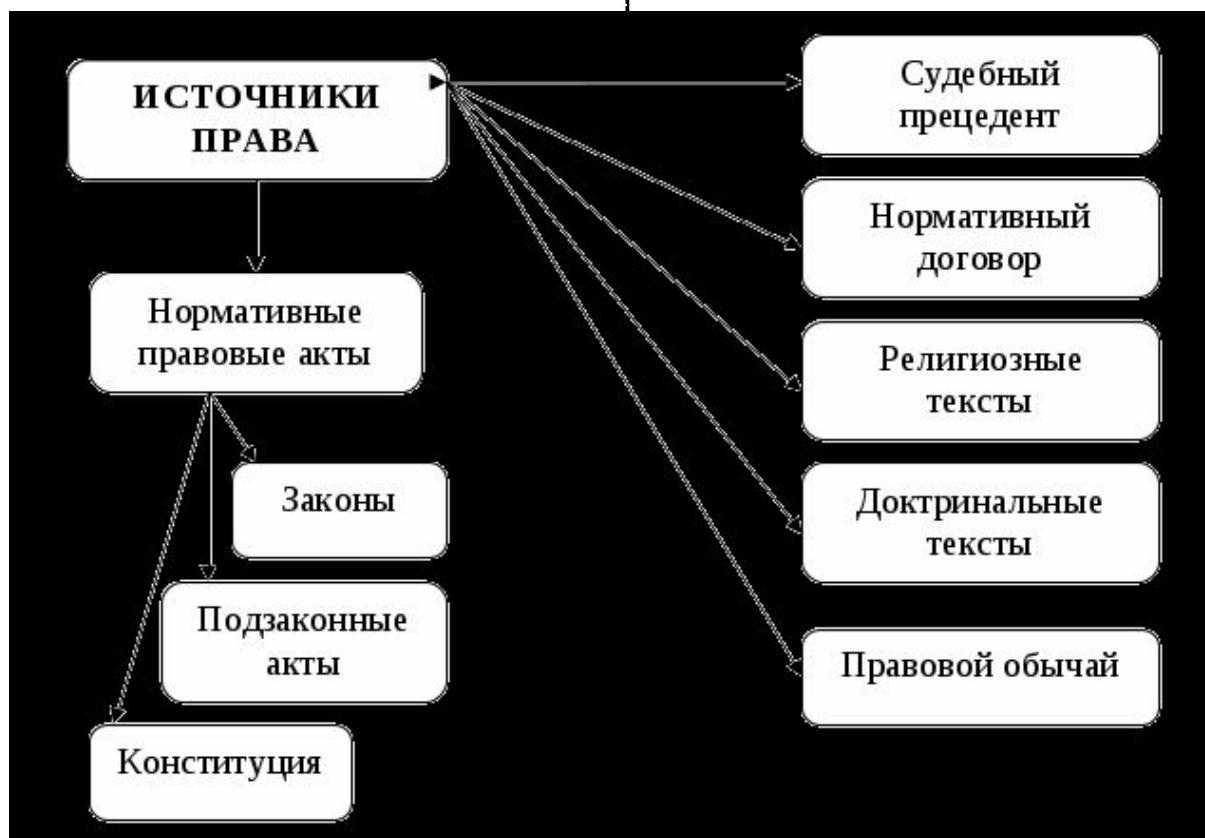 ИСТОЧНИКИ
ПРАВА
Нормативные
правовые акты
Законы
Подзаконные
акты
Конституция
Судебный
прецедент
Нормативный
договор
Религиозные
тексты
Доктринальные
тексты
Правовой обычай